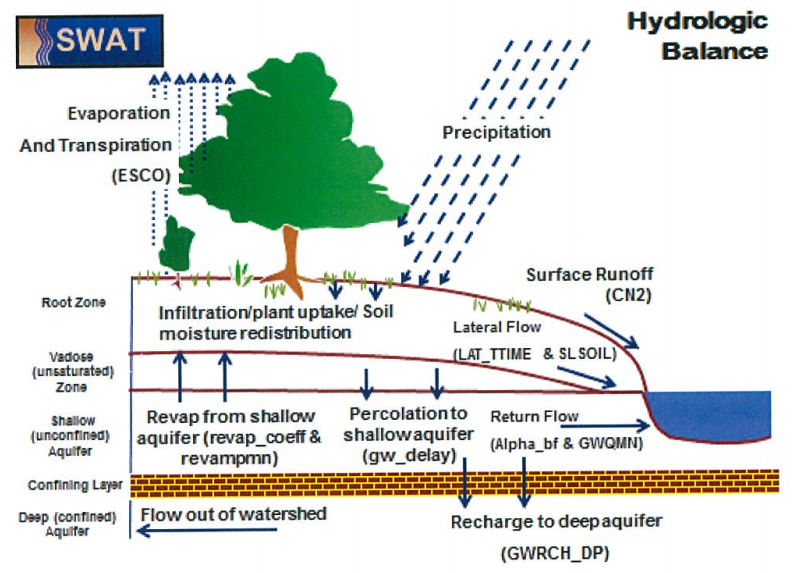 SWAT
Hydrologic
Balance
Evaporation
And Transpiration
(ESCO)
Precipitation
Surface Runoff
(CN2)
Root Zone
Infiltration/plant uptake/ Soil
moisture redistribution
Lateral Flow
(LAT_TTIME & SLSOIL)
Vadose
(unsaturated)
Zone
Shallow
(unconfined)
Aquifer
Revap from shallow
aquifer (revap_coeff &
revampmn)
Percolation to
shallow aquifer
(gw_delay)
Return Flow
(Alpha_bf & GWQMN)
Confining Layer
Deep (confined)
Aquifer
Flow out of watershed
Recharge to deep aquifer
(GWRCH_DP)